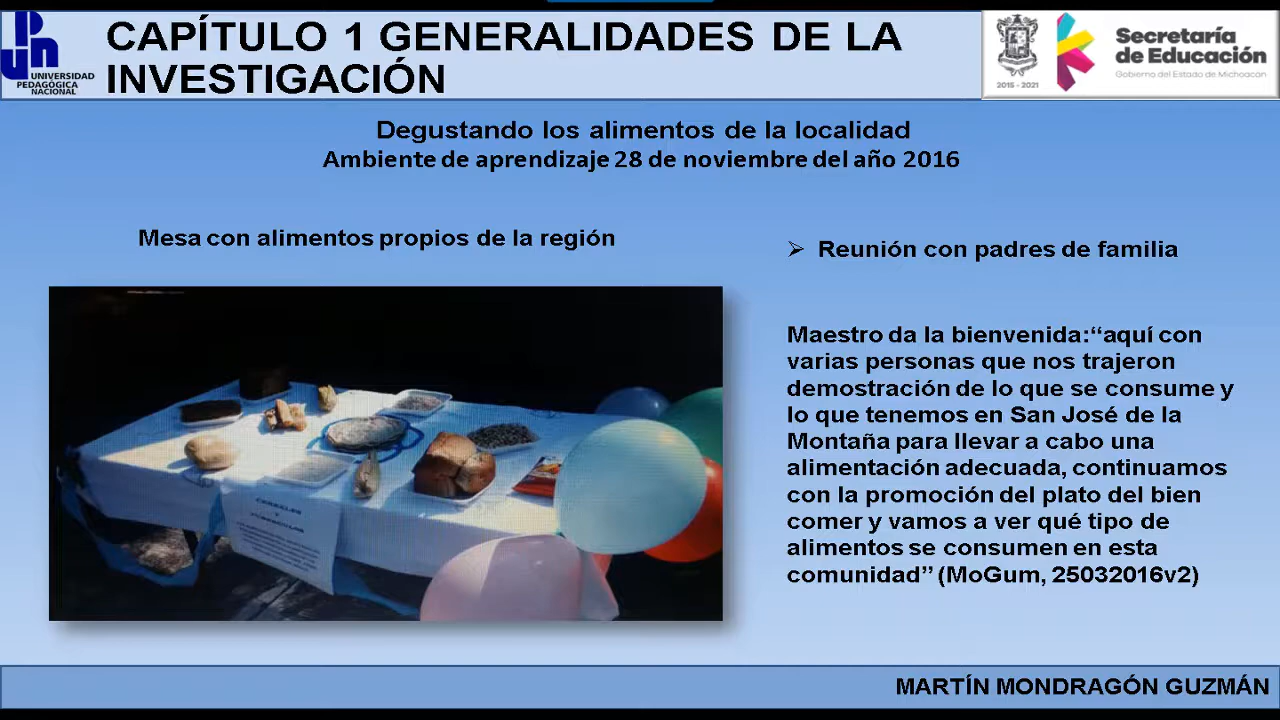 UNIVERSIDAD
PEDAGÓGICA
NACIONAL
CAPÍTULO 1 GENERALIDADES DE LA
INVESTIGACIÓN
2015 - 2021
Secretaría
de Educación
Gobierno del Estado de Michoacán
Degustando los alimentos de la localidad
Ambiente de aprendizaje 28 de noviembre del año 2016
Mesa con alimentos propios de la región
CEREALES
Y
➢ Reunión con padres de familia
Maestro da la bienvenida:“aquí con
varias personas que nos trajeron
demostración de lo que se consume y
lo que tenemos en San José de la
Montaña para llevar a cabo una
alimentación adecuada, continuamos
con la promoción del plato del bien
comer y vamos a ver qué tipo de
alimentos se consumen en esta
comunidad” (MoGum, 25032016v2)
MARTÍN MONDRAGÓN GUZMÁN